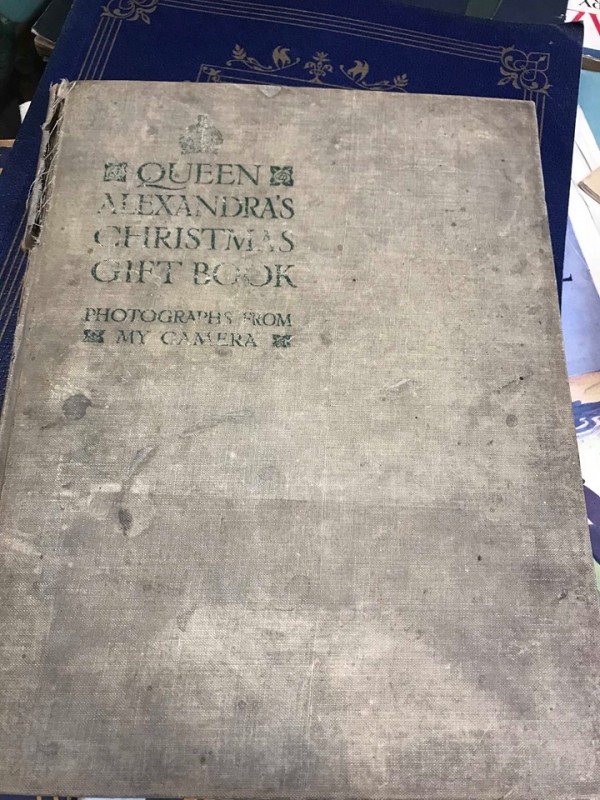 QUEEN
ALEXANDRA'S
CHRISTMAS
GIFT BOOK
PHOTOGRAPHS FROM
MY CAMERA